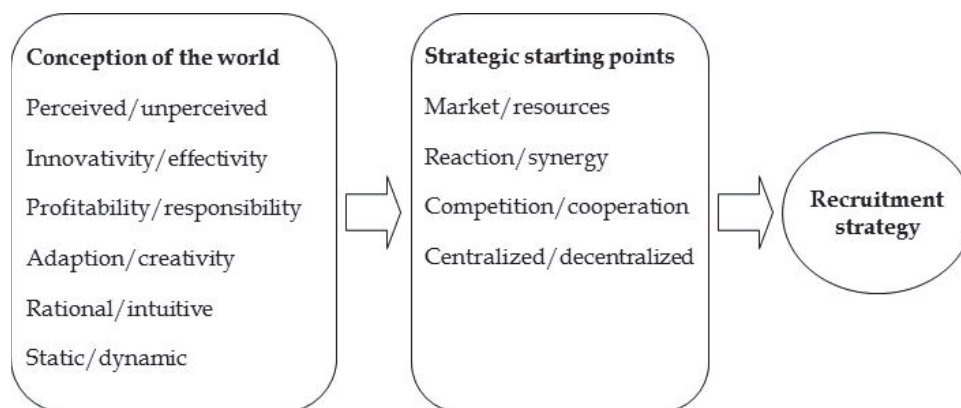 Conception of the world
Perceived/unperceived
Innovativity/effectivity
Profitability/responsibility
Adaption/creativity
Rational/intuitive
Static/dynamic
Strategic starting points
Market/resources
Reaction/synergy
Competition/cooperation
Centralized/decentralized
Recruitment
strategy